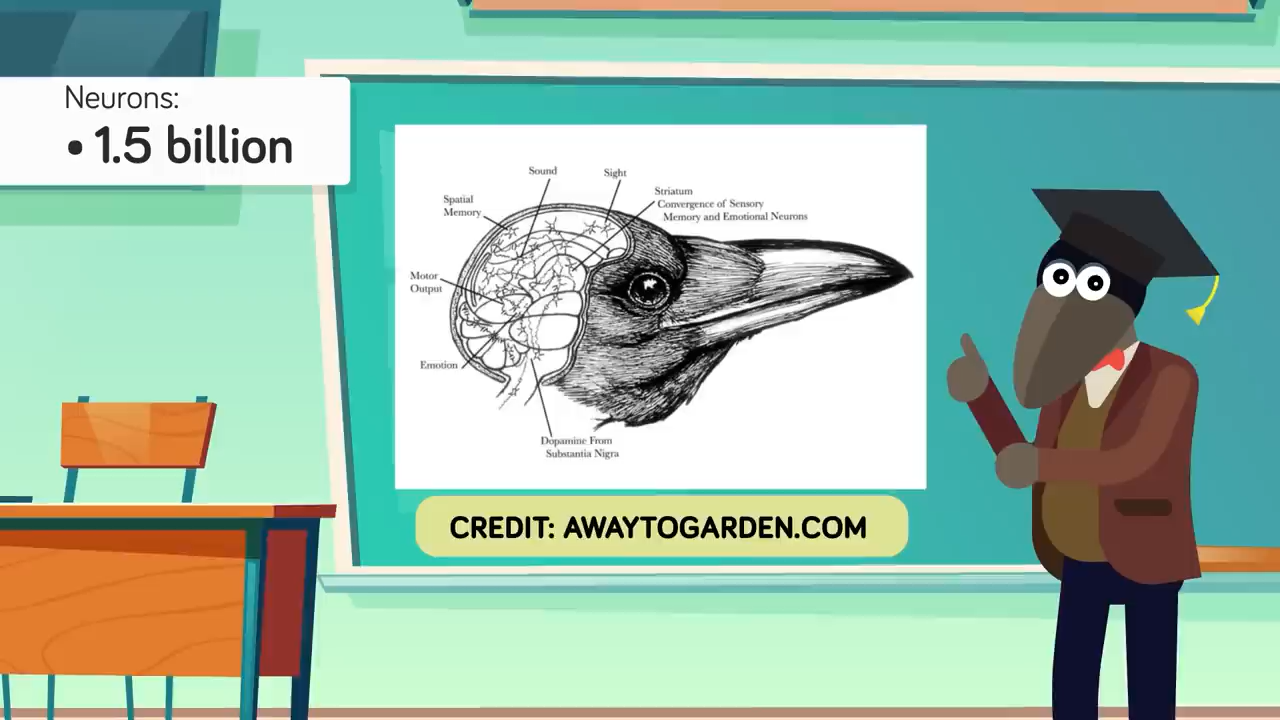 Neurons:
• 1.5 billion
Sound
Sight
Spatial
Memory
Striatum
Convergence of Sensory
Memory and Emotional Neurons
Motor
Output
Emotion
Dopamine From
Substantia Nigra
CREDIT: AWAYTOGARDEN.COM